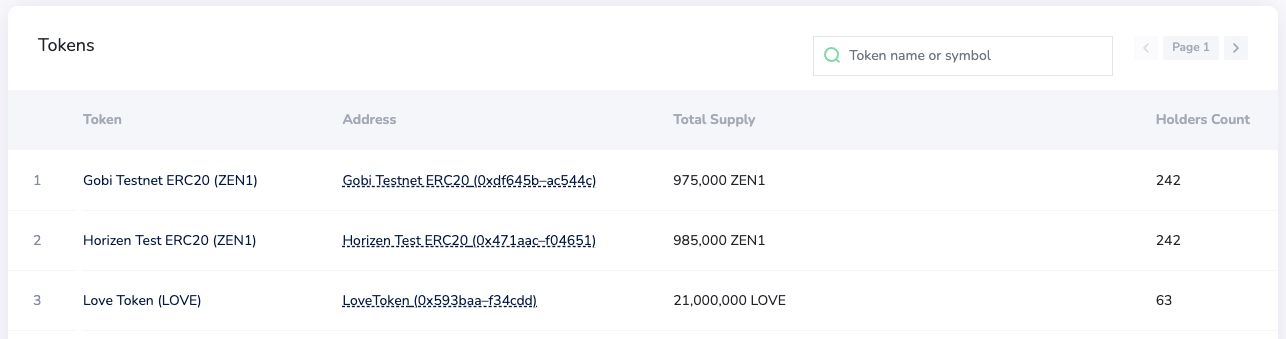 Tokens
Token name or symbol
Page 1
Token Address Total Supply Holders Count
1 Gobi Testnet ERC20 (ZEN1) Gobi Testnet ERC20 (0xdf645b–ac544c) 975,000 ZEN1 242
2 Horizen Test ERC20 (ZEN1) Horizen Test ERC20 (0x471aac–f04651) 985,000 ZEN1 242
3 Love Token (LOVE) LoveToken (0x593baa–f34cdd) 21,000,000 LOVE 63